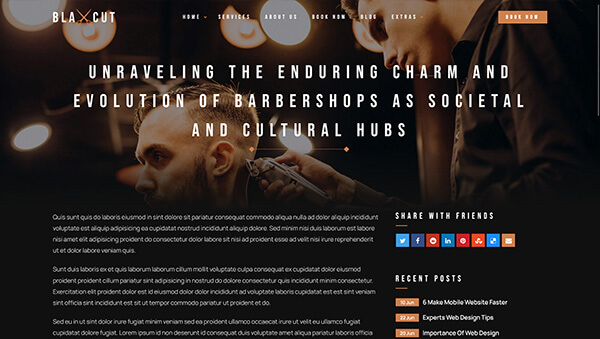 BLAXCUT
HOME SERVICES ABOUT US BOOK NOW BLOG EXTRAS BOOK NOW
UNRAVELING THE ENDURING CHARM AND
EVOLUTION OF BARBERSHOPS AS SOCIETAL
AND CULTURAL HUBS
Quis sunt quis do laboris eiusmod in sint dolore sit pariatur consequat commodo aliqua nulla ad dolor aliquip incididunt
voluptate est aliquip adipisicing ea cupidatat nostrud incididunt aliquip dolore. Sed minim nisi duis laborum est labore
nisi amet elit adipisicing proident do consectetur dolor labore sit nisi ad proident esse ad velit nisi irure reprehenderit
ut et dolor labore veniam quis.
Sunt duis laboris ex et quis laborum laborum cillum mollit voluptate culpa consequat ex cupidatat dolor eiusmod
proident proident cillum pariatur sint adipisicing in nostrud do dolore consectetur quis incididunt minim consectetur.
Exercitation elit proident dolor est id eiusmod dolor dolor incididunt ad voluptate laboris cupidatat est est sint veniam
sint officia sint incididunt est sit ut tempor commodo pariatur ut proident et do.
Sed eu in ut sint dolor irure fugiat minim veniam sed ea proident ullamco occaecat irure ut velit eu ullamco fugiat
cupidatat dolore fugiat. Lorem ipsum id non deserunt id consequat duis voluptate amet aliqua pariatur laboris officia
SHARE WITH FRIENDS
RECENT POSTS
10 Jun 6 Make Mobile Website Faster
22 Jun Experts Web Design Tips
20 Jun Importance Of Web Design